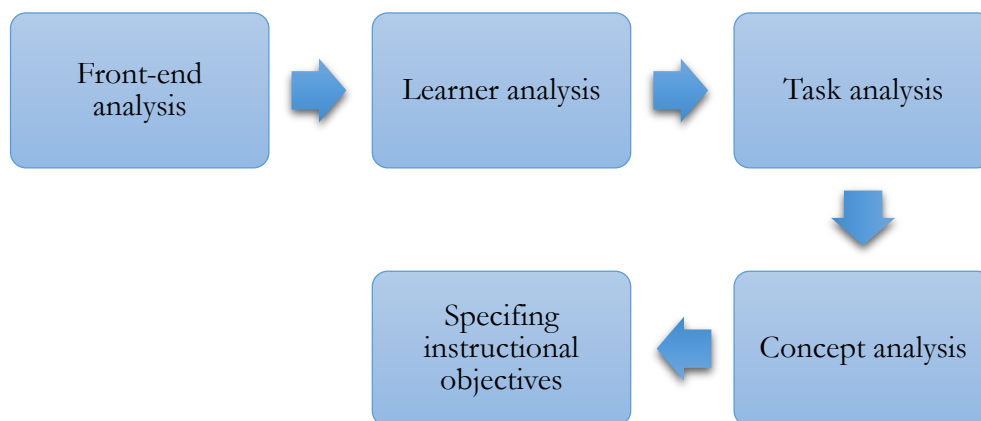 Front-end
analysis
Learner analysis
Task analysis
Concept analysis
Specifing
instructional
objectives